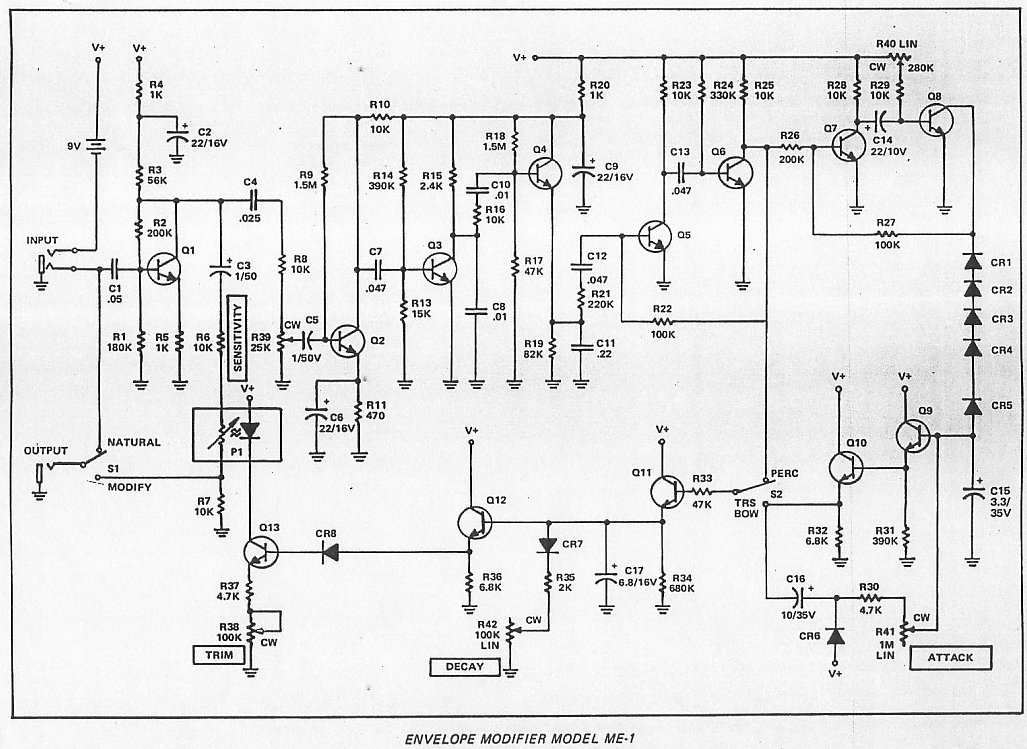 V+
V+
R4
1K
C2
22/16V
9V
R3
56K
C4
.025
R2
200K
Q1
INPUT
C1
.05
C3
1/50
R8
10K
R1
180K
R5
1K
R6
10K
SENSITIVITY
R39
25K
CW
C5
1/50V
V+
P1
OUTPUT
NATURAL
S1
MODIFY
R7
10K
R10
10K
R9
1.5M
R14
390K
R15
2.4K
C7
.047
Q3
Q2
R13
15K
C6
22/16V
R11
470
R18
1.5M
C10
.01
R16
10K
Q4
R20
1K
C9
22/16V
R17
47K
C8
.01
R19
82K
C12
.047
R21
220K
C11
.22
V+
R23
10K
R24
330K
R25
10K
C13
.047
Q6
Q5
R22
100K
R26
200K
R28
10K
R29
10K
R40 LIN
CW
280K
Q7
C14
22/10V
Q8
R27
100K
CR1
CR2
CR3
CR4
CR5
V+
V+
Q9
Q10
C15
3.3/
35V
R32
6.8K
R31
390K
C16
10/35V
R30
4.7K
CR6
V+
R41
1M
LIN
CW
ATTACK
PERC
S2
TRS
BOW
R33
47K
V+
Q11
V+
Q12
CR7
R35
2K
C17
6.8/16V
R34
680K
R36
6.8K
R42
100K
LIN
CW
DECAY
CR8
Q13
R37
4.7K
R38
100K
CW
TRIM
ENVELOPE MODIFIER MODEL ME-1